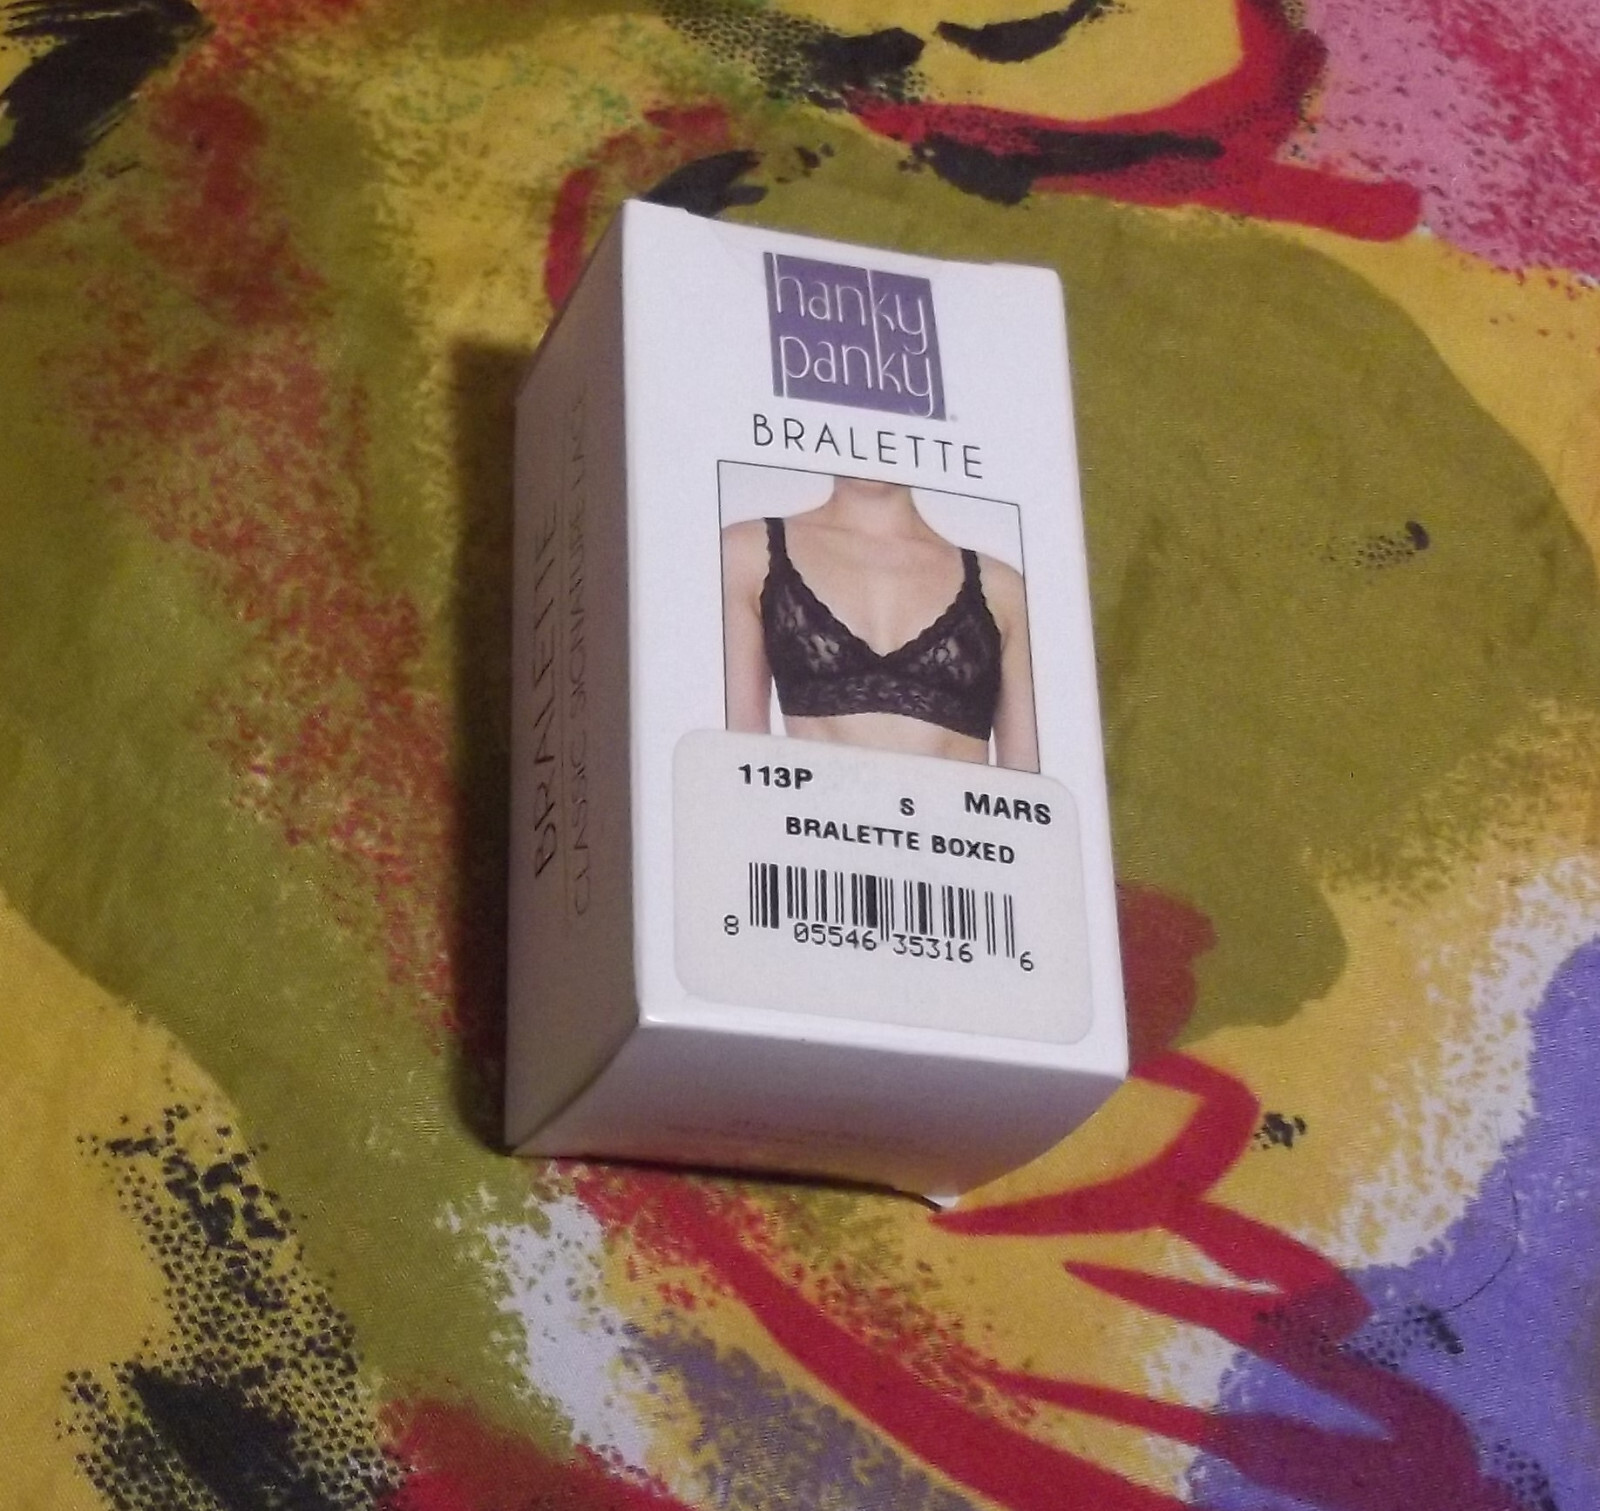 hanky
panky
BRALETTE
113P S MARS
BRALETTE BOXED
8 05546 35316 6
BRALETTE
CLASSIC SIGNATURE LACE